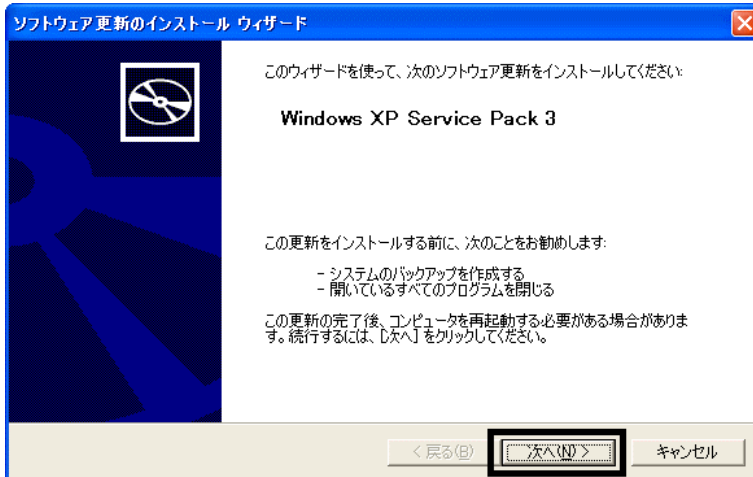 ソフトウェア更新のインストール ウィザード
このウィザードを使って、次のソフトウェア更新をインストールしてください:
Windows XP Service Pack 3
この更新をインストールする前に、次のことをお勧めします:
- システムのバックアップを作成する
- 開いているすべてのプログラムを閉じる
この更新の完了後、コンピュータを再起動する必要がある場合がありま
す。続行するには、[次へ] をクリックしてください。
< 戻る(B)
次へ(N) >
キャンセル